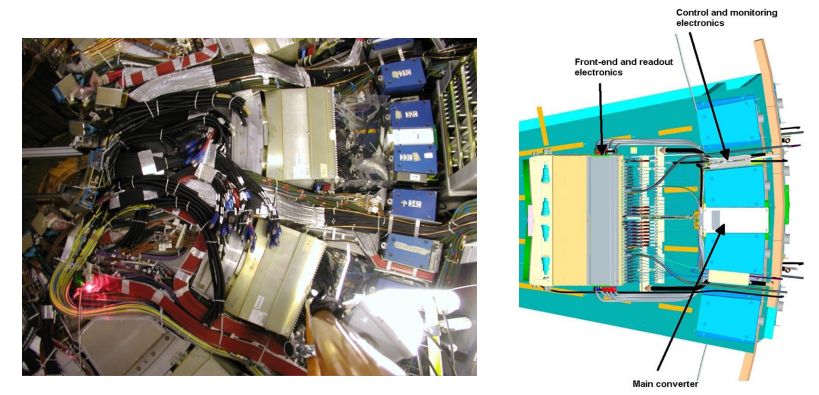 Control and monitoring
electronics
Front-end and readout
electronics
Main converter